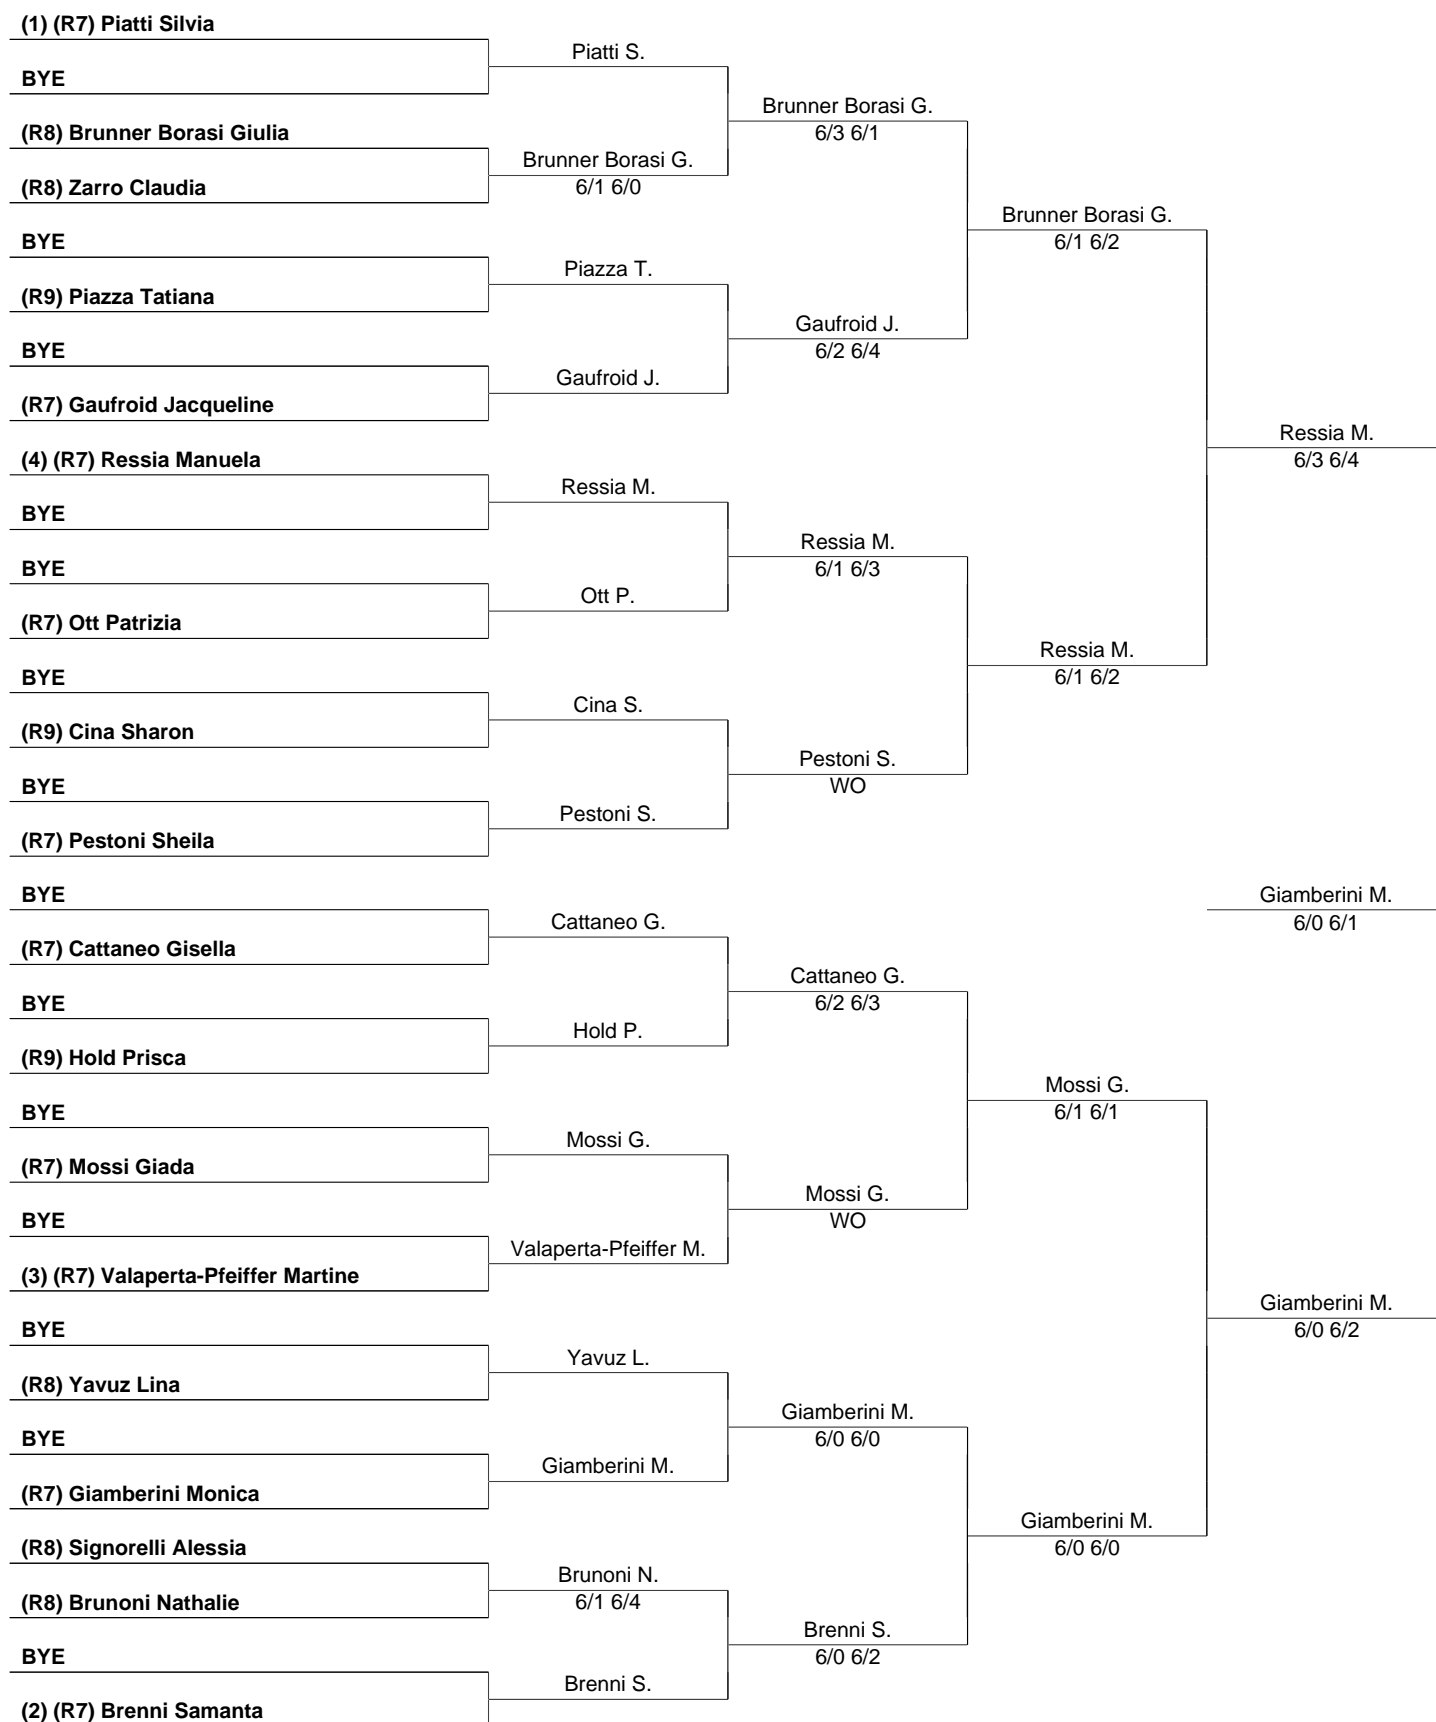 (1) (R7) Piatti Silvia
Piatti S.
BYE
Brunner Borasi G.
6/3 6/1
(R8) Brunner Borasi Giulia
Brunner Borasi G.
6/1 6/0
(R8) Zarro Claudia
Brunner Borasi G.
6/1 6/2
BYE
Piazza T.
(R9) Piazza Tatiana
Gaufroid J.
6/2 6/4
BYE
Gaufroid J.
(R7) Gaufroid Jacqueline
Ressia M.
6/3 6/4
(4) (R7) Ressia Manuela
Ressia M.
BYE
Ressia M.
6/1 6/3
BYE
Ott P.
(R7) Ott Patrizia
Ressia M.
6/1 6/2
BYE
Cina S.
(R9) Cina Sharon
Pestoni S.
WO
BYE
Pestoni S.
(R7) Pestoni Sheila
BYE
Giamberini M.
6/0 6/1
Cattaneo G.
(R7) Cattaneo Gisella
Cattaneo G.
6/2 6/3
BYE
Hold P.
(R9) Hold Prisca
Mossi G.
6/1 6/1
BYE
Mossi G.
(R7) Mossi Giada
Mossi G.
WO
BYE
Valaperta-Pfeiffer M.
(3) (R7) Valaperta-Pfeiffer Martine
Giamberini M.
6/0 6/2
BYE
Yavuz L.
(R8) Yavuz Lina
Giamberini M.
6/0 6/0
BYE
Giamberini M.
(R7) Giamberini Monica
Giamberini M.
6/0 6/0
(R8) Signorelli Alessia
Brunoni N.
6/1 6/4
(R8) Brunoni Nathalie
Brenni S.
6/0 6/2
BYE
Brenni S.
(2) (R7) Brenni Samanta